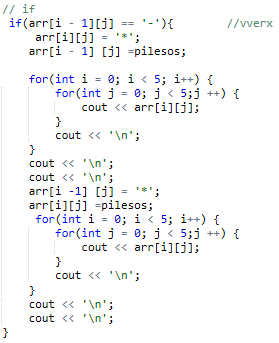 // if
if(arr[i - 1][j] == '-'){ //vverx
arr[i][j] = '*';
arr[i - 1] [j] =pilesos;
for(int i = 0; i < 5; i++) {
for(int j = 0; j < 5;j ++) {
cout << arr[i][j];
}
cout << '\n';
}
cout << '\n';
cout << '\n';
arr[i -1] [j] = '*';
arr[i][j] =pilesos;
for(int i = 0; i < 5; i++) {
for(int j = 0; j < 5;j ++) {
cout << arr[i][j];
}
cout << '\n';
}
cout << '\n';
cout << '\n';
}